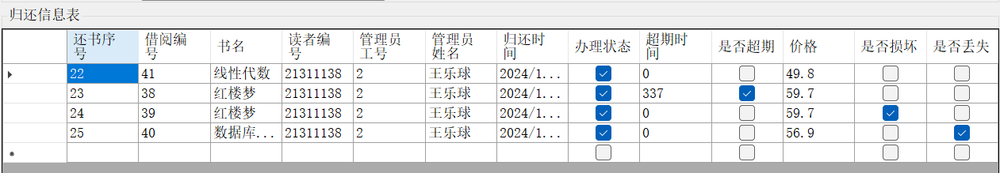 归还信息表
还书序号 借阅编号 书名 读者编号 管理员工号 管理员姓名 归还时间 办理状态 超期时间 是否超期 价格 是否损坏 是否丢失
22 41 线性代数 21311138 2 王乐球 2024/1... 0 49.8
23 38 红楼梦 21311138 2 王乐球 2024/1... 337 59.7
24 39 红楼梦 21311138 2 王乐球 2024/1... 0 59.7
25 40 数据库... 21311138 2 王乐球 2024/1... 0 56.9